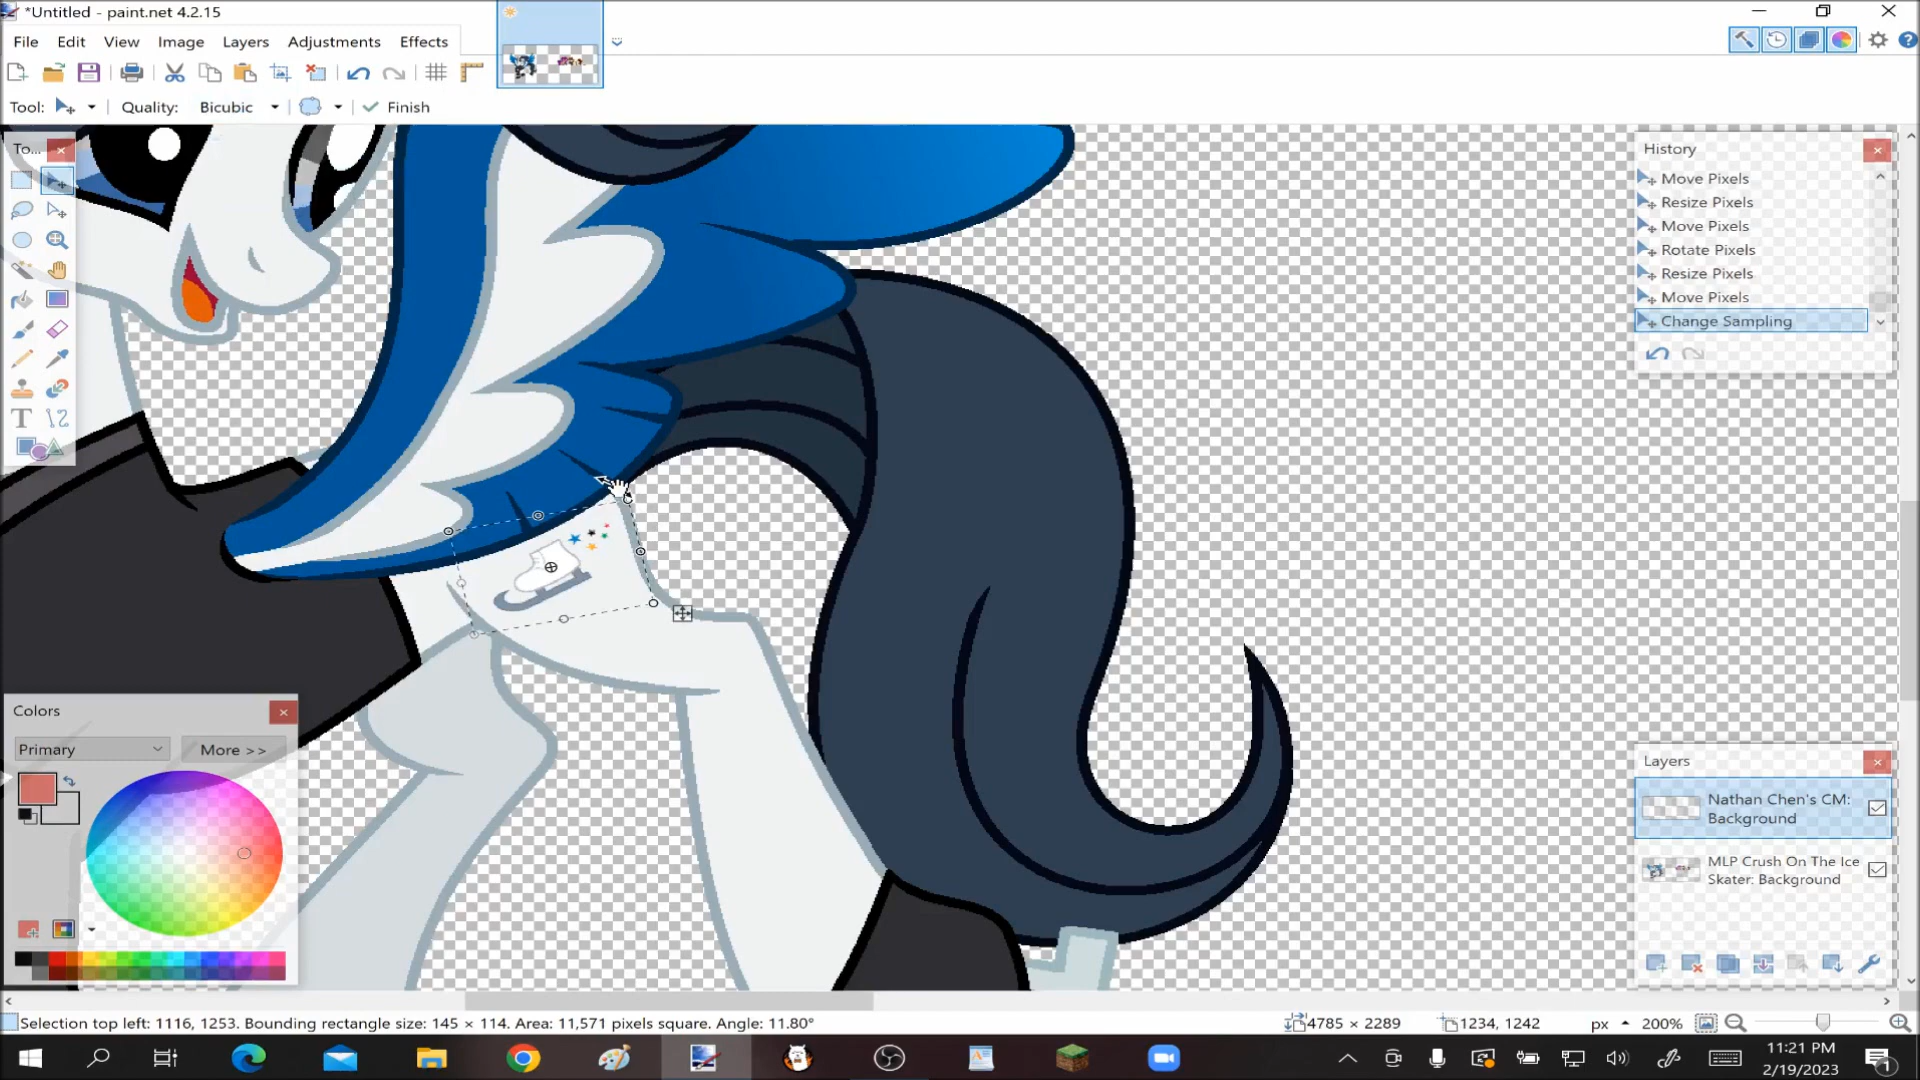 *Untitled - paint.net 4.2.15
File Edit View Image Layers Adjustments Effects
Tool: Quality: Bicubic Finish
To...
History
Move Pixels
Resize Pixels
Move Pixels
Rotate Pixels
Resize Pixels
Move Pixels
Change Sampling
Colors
Primary More >>
Layers
Nathan Chen's CM:
Background
MLP Crush On The Ice
Skater: Background
Selection top left: 1116, 1253. Bounding rectangle size: 145 × 114. Area: 11,571 pixels square. Angle: 11.80° 4785 × 2289 1234, 1242 px 200%
11:21 PM
2/19/2023
1